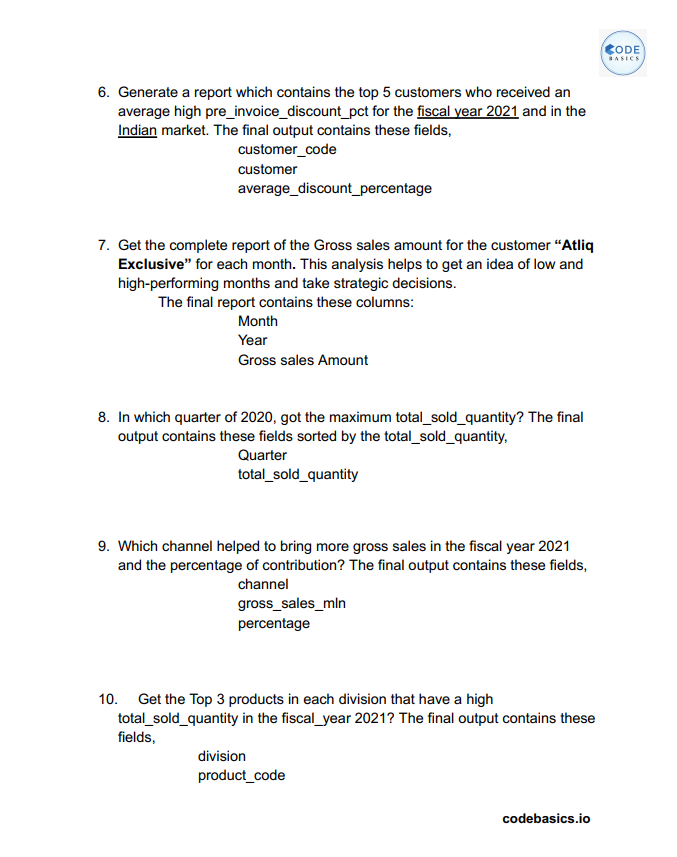 CODE
BASICS
6. Generate a report which contains the top 5 customers who received an
average high pre_invoice_discount_pct for the fiscal year 2021 and in the
Indian market. The final output contains these fields,
customer_code
customer
average_discount_percentage
7. Get the complete report of the Gross sales amount for the customer “Atliq
Exclusive” for each month. This analysis helps to get an idea of low and
high-performing months and take strategic decisions.
The final report contains these columns:
Month
Year
Gross sales Amount
8. In which quarter of 2020, got the maximum total_sold_quantity? The final
output contains these fields sorted by the total_sold_quantity,
Quarter
total_sold_quantity
9. Which channel helped to bring more gross sales in the fiscal year 2021
and the percentage of contribution? The final output contains these fields,
channel
gross_sales_mln
percentage
10. Get the Top 3 products in each division that have a high
total_sold_quantity in the fiscal_year 2021? The final output contains these
fields,
division
product_code
codebasics.io